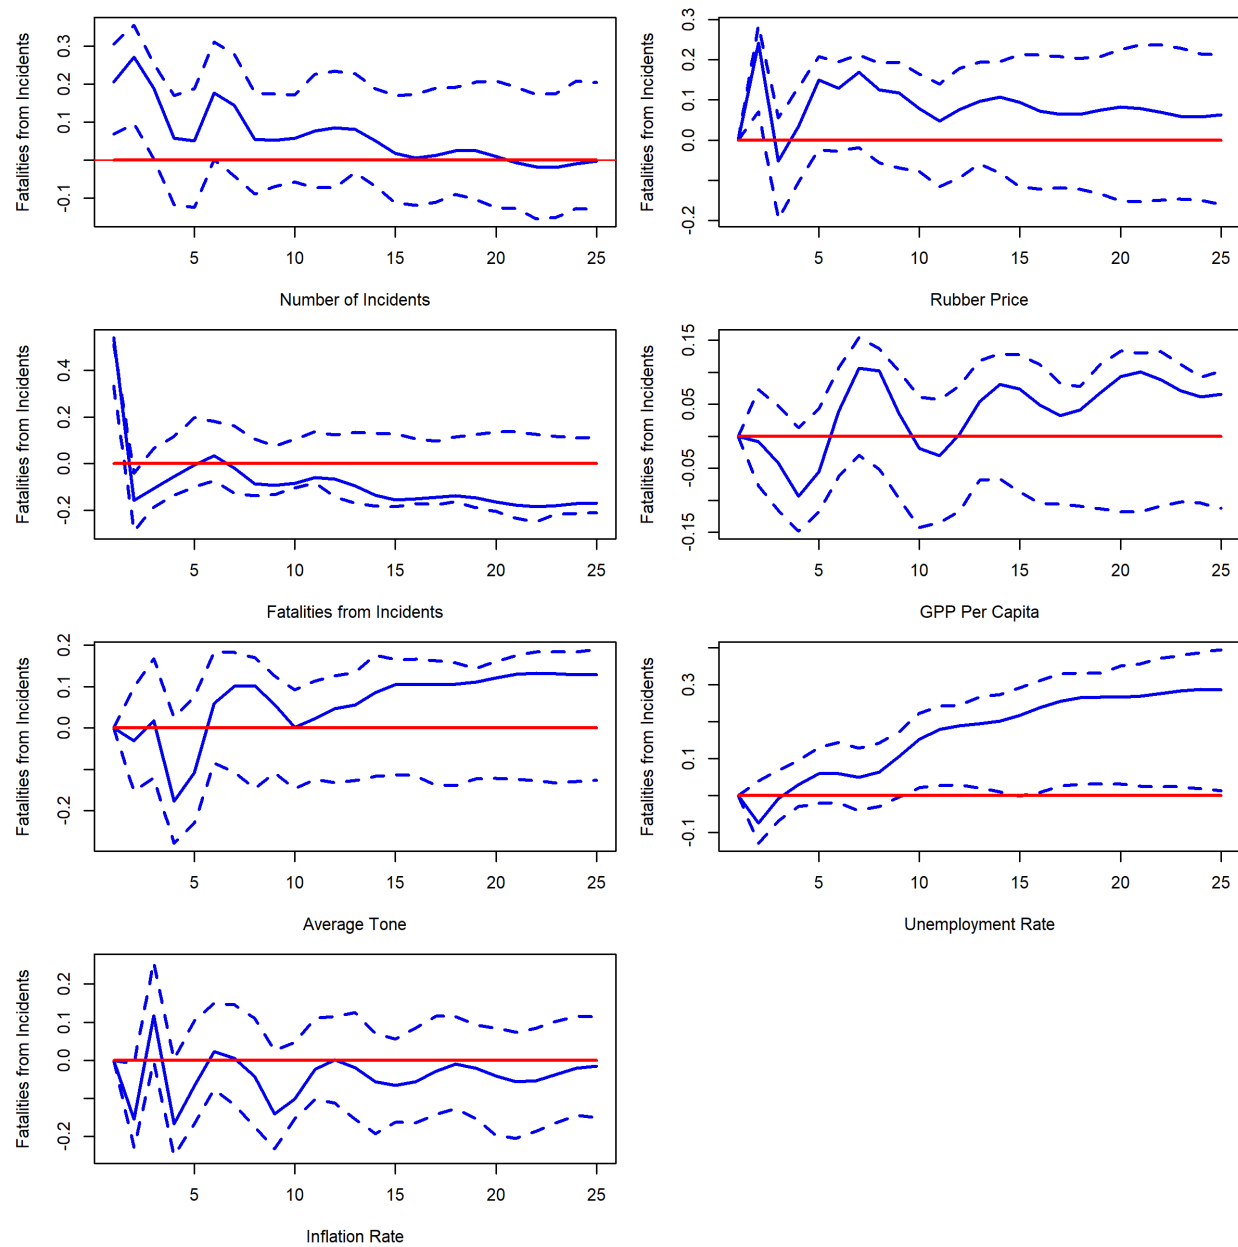 Fatalities from Incidents
0.3
0.2
0.1
-0.1
5 10 15 20 25
Number of Incidents
Fatalities from Incidents
0.3
0.2
0.1
0.0
-0.2
5 10 15 20 25
Rubber Price
Fatalities from Incidents
0.4
0.2
0.0
-0.2
5 10 15 20 25
Fatalities from Incidents
Fatalities from Incidents
0.15
0.05
-0.05
-0.15
5 10 15 20 25
GPP Per Capita
Fatalities from Incidents
0.2
0.1
0.0
-0.2
5 10 15 20 25
Average Tone
Fatalities from Incidents
0.3
0.1
-0.1
5 10 15 20 25
Unemployment Rate
Fatalities from Incidents
0.2
0.1
0.0
-0.2
5 10 15 20 25
Inflation Rate